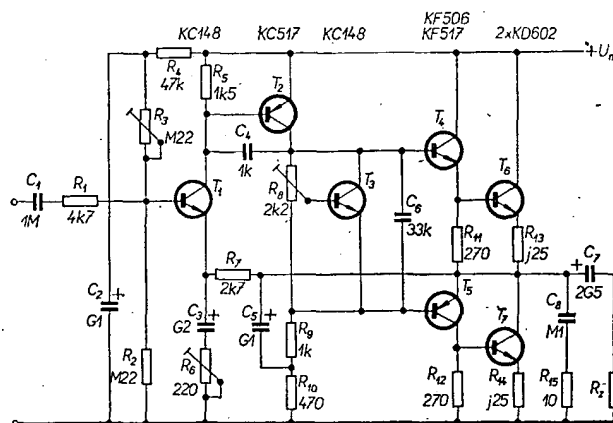 KC148 KC517 KC148 KF506 2xKD602
KF517
+Un
R4
47k
R5
1k5
T2
R3
M22
C4
1k
T4
C1
1M
R1
4k7
T1
R8
2k2
T3
C6
33k
T6
R11
270
R13
j25
+ C7
2G5
R7
2k7
C2 +
G1
C3 +
G2
C5 +
G1
T5
C8
M1
R9
1k
T7
R2
M22
R6
220
R10
470
R12
270
R14
j25
R15
10
Rz